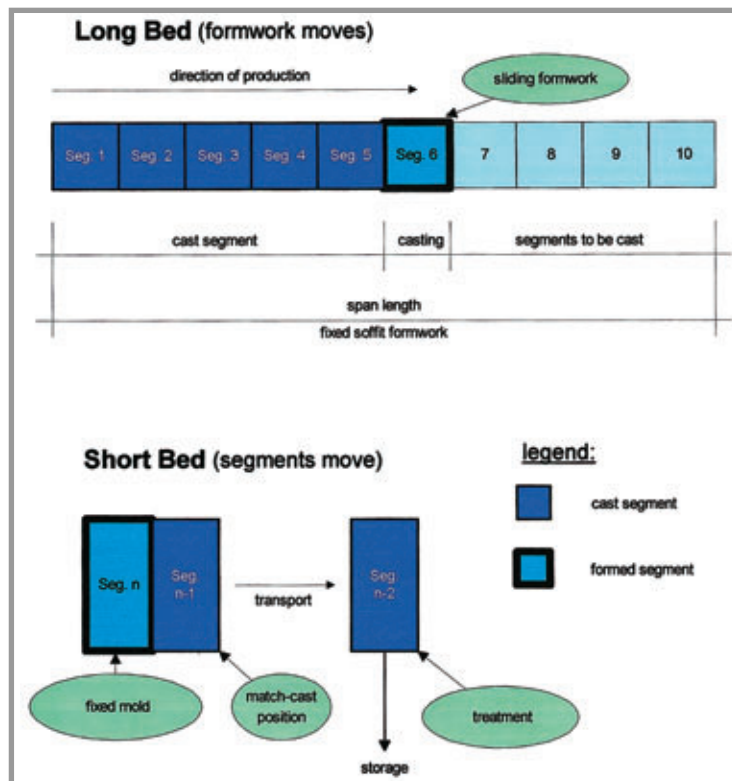 Long Bed (formwork moves)
direction of production
sliding formwork
Seg. 1 Seg. 2 Seg. 3 Seg. 4 Seg. 5 Seg. 6 7 8 9 10
cast segment casting segments to be cast
span length
fixed soffit formwork
Short Bed (segments move)
legend:
cast segment
formed segment
Seg. n
Seg.
n-1
transport
Seg.
n-2
fixed mold
match-cast
position
treatment
storage